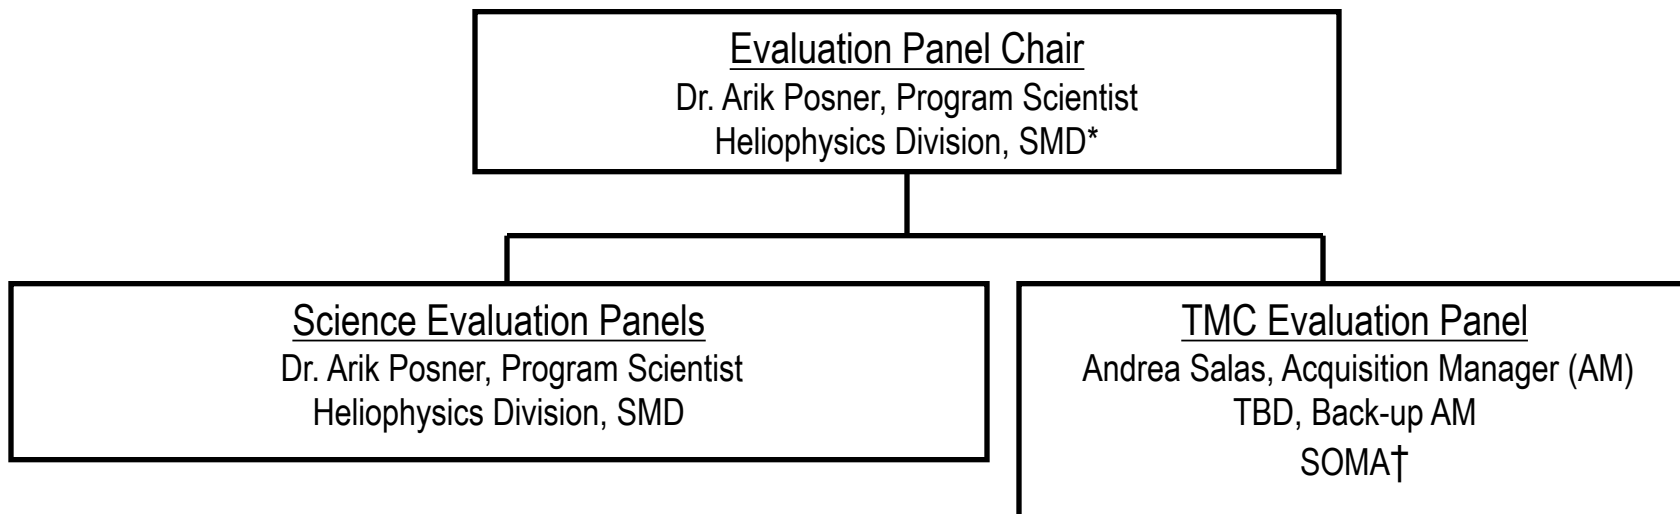 Evaluation Panel Chair
Dr. Arik Posner, Program Scientist
Heliophysics Division, SMD*
Science Evaluation Panels
Dr. Arik Posner, Program Scientist
Heliophysics Division, SMD
TMC Evaluation Panel
Andrea Salas, Acquisition Manager (AM)
TBD, Back-up AM
SOMA†